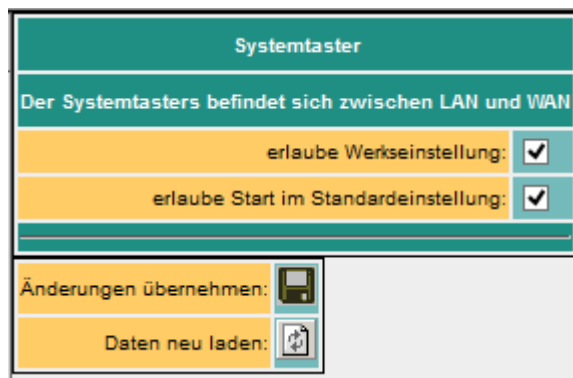 Systemtaster
Der Systemtasters befindet sich zwischen LAN und WAN
erlaube Werkseinstellung:
erlaube Start im Standardeinstellung:
Änderungen übernehmen:
Daten neu laden: